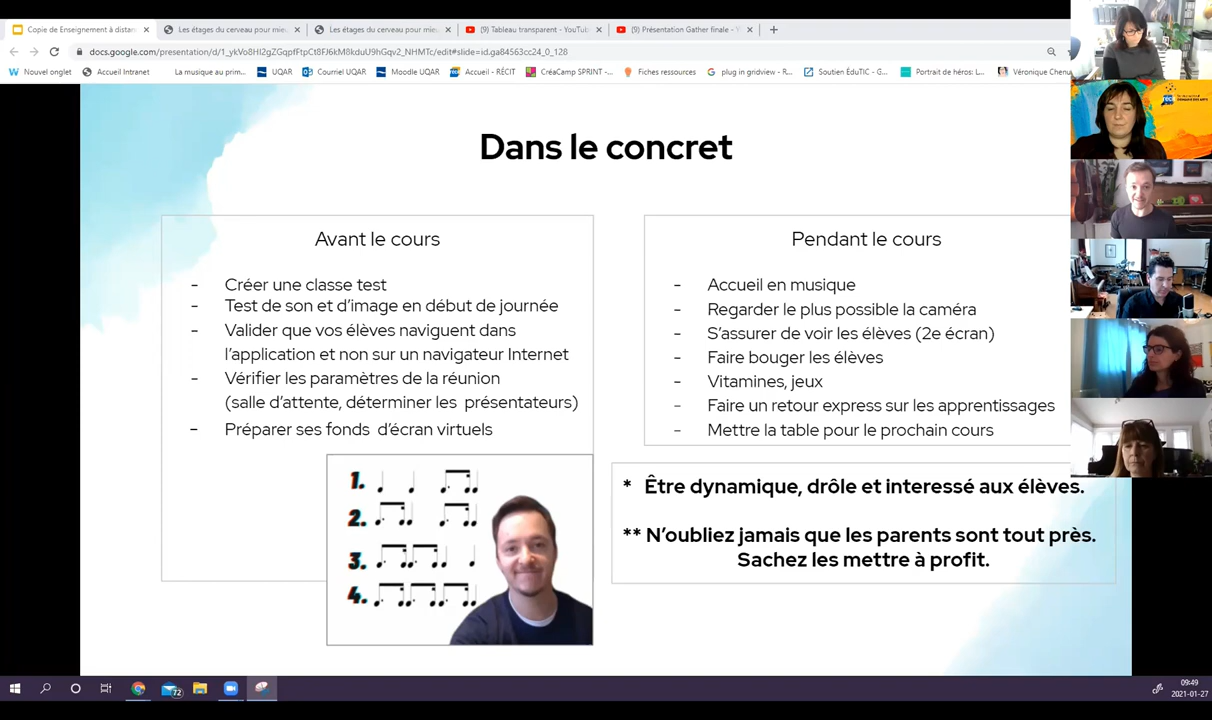 Copie de Enseignement à distan
Les étages du cerveau pour mieu
Les étages du cerveau pour mieu
(9) Tableau transparent - YouTub
(9) Présentation Gather finale - Y
docs.google.com/presentation/d/1_ykVo8HI2gZGqpfFtpCt8FJ6kM8kduU9hGqv2_NHMTc/edit#slide=id.ga84563cc24_0_128
Nouvel onglet
Accueil Intranet
La musique au prim...
UQAR
Courriel UQAR
Moodle UQAR
Accueil - RÉCIT
CréaCamp SPRINT -...
Fiches ressources
plug in gridview - R...
Soutien ÉduTIC - G...
Portrait de héros: L...
Véronique Chenu
Dans le concret
Avant le cours
- Créer une classe test
- Test de son et d'image en début de journée
- Valider que vos élèves naviguent dans
l'application et non sur un navigateur Internet
- Vérifier les paramètres de la réunion
(salle d'attente, déterminer les présentateurs)
- Préparer ses fonds d'écran virtuels
1.
2.
3.
4.
Pendant le cours
- Accueil en musique
- Regarder le plus possible la caméra
- S'assurer de voir les élèves (2e écran)
- Faire bouger les élèves
- Vitamines, jeux
- Faire un retour express sur les apprentissages
- Mettre la table pour le prochain cours
* Être dynamique, drôle et interessé aux élèves.
** N'oubliez jamais que les parents sont tout près.
Sachez les mettre à profit.
72
09:49
2021-01-27